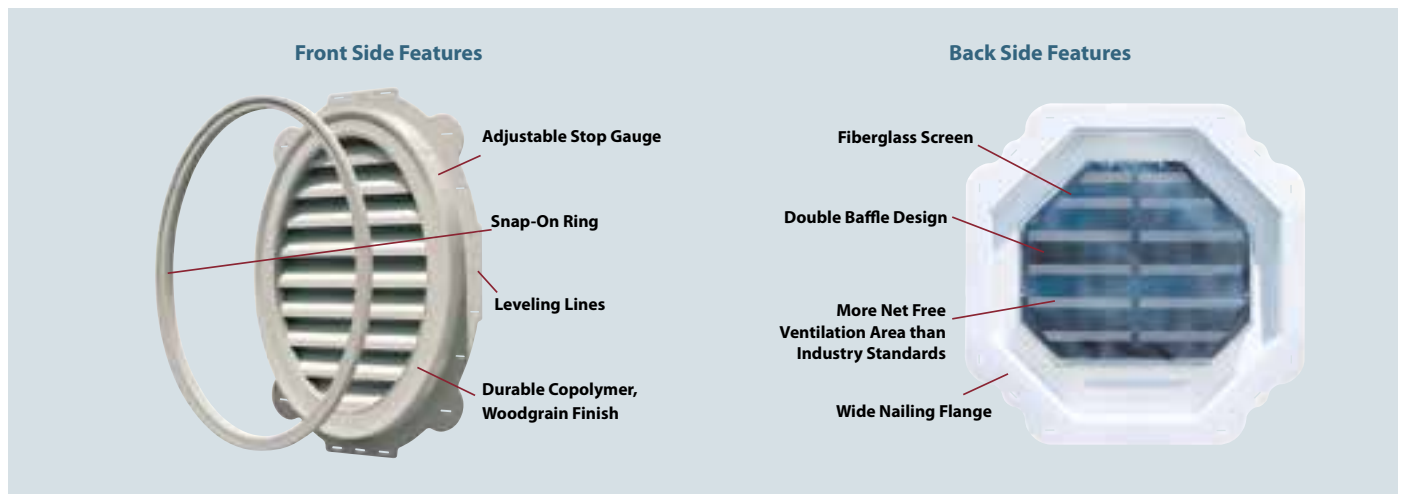 Front Side Features
Adjustable Stop Gauge
Snap-On Ring
Leveling Lines
Durable Copolymer,
Woodgrain Finish
Back Side Features
Fiberglass Screen
Double Baffle Design
More Net Free
Ventilation Area than
Industry Standards
Wide Nailing Flange